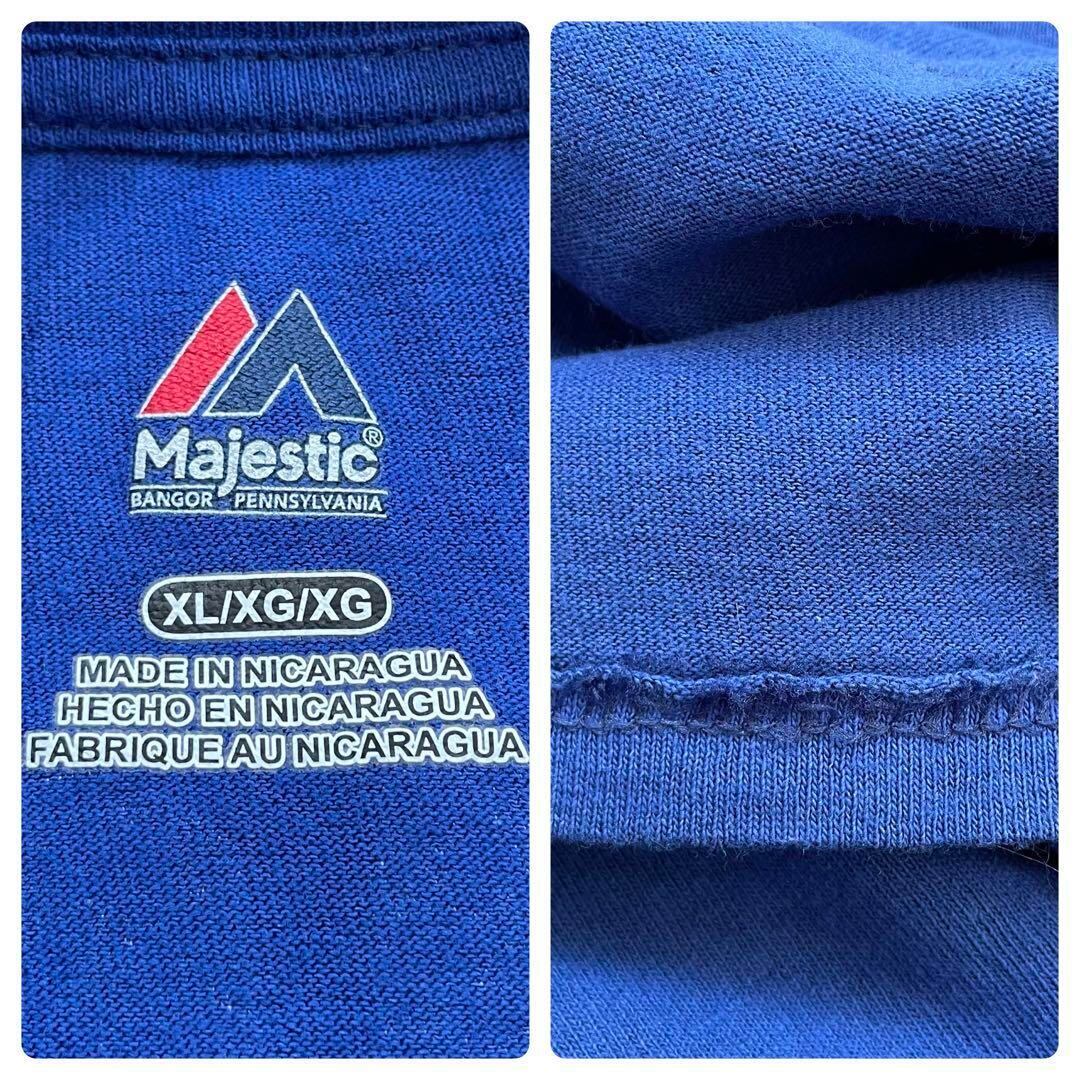 Majestic®
BANGOR PENNSYLVANIA
XL/XG/XG
MADE IN NICARAGUA
HECHO EN NICARAGUA
FABRIQUE AU NICARAGUA